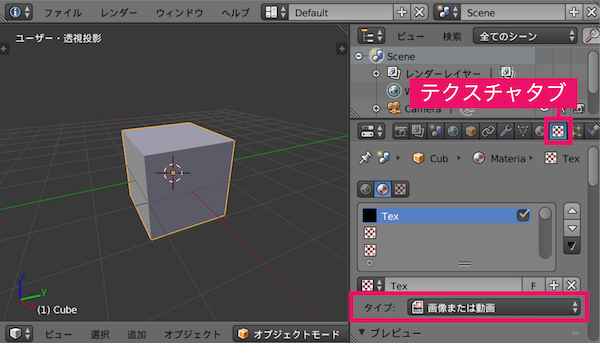 ファイル レンダー ウィンドウ ヘルプ Default Scene
ユーザー・透視投影
ビュー 検索 全てのシーン
Scene
レンダーレイヤー
W
Camera
テクスチャタブ
Cub Materia Tex
Tex
Tex F
タイプ: 画像または動画
プレビュー
z
y
(1) Cube
ビュー 選択 追加 オブジェクト オブジェクトモード